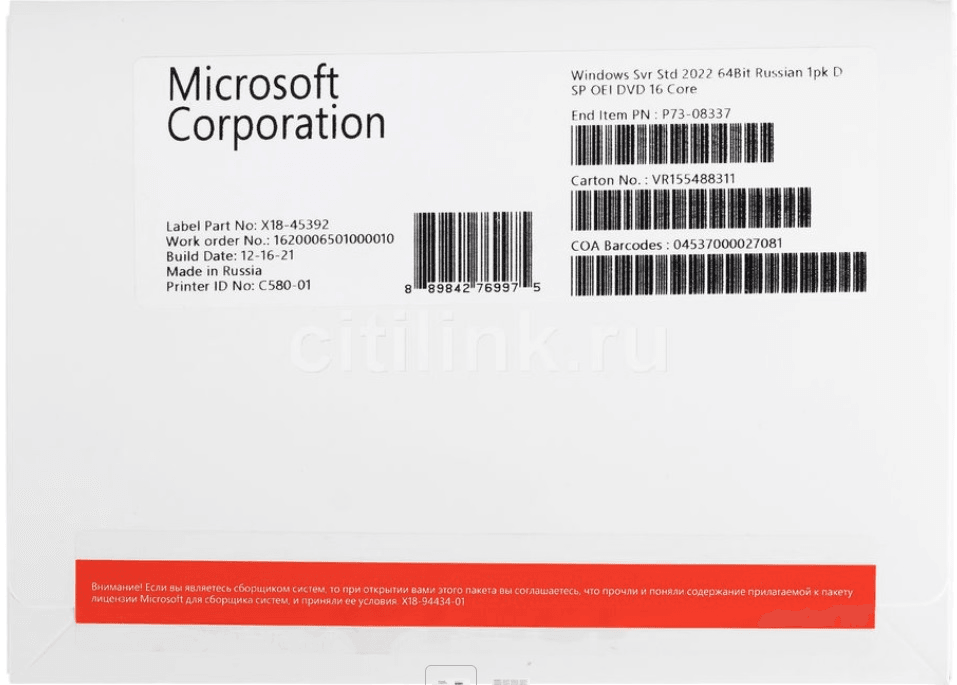 Microsoft
Corporation
Windows Svr Std 2022 64Bit Russian 1pk D
SP OEI DVD 16 Core
End Item PN : P73-08337
Carton No. : VR155488311
COA Barcodes : 04537000027081
Label Part No: X18-45392
Work order No.: 1620006501000010
Build Date: 12-16-21
Made in Russia
Printer ID No: C580-01
8 89842 76997 5
citilink.ru
Внимание! Если вы являетесь сборщиком систем, то при открытии вами этого пакета вы соглашаетесь, что прочли и поняли содержание прилагаемой к пакету
лицензии Microsoft для сборщика систем, и приняли ее условия. X18-94434-01